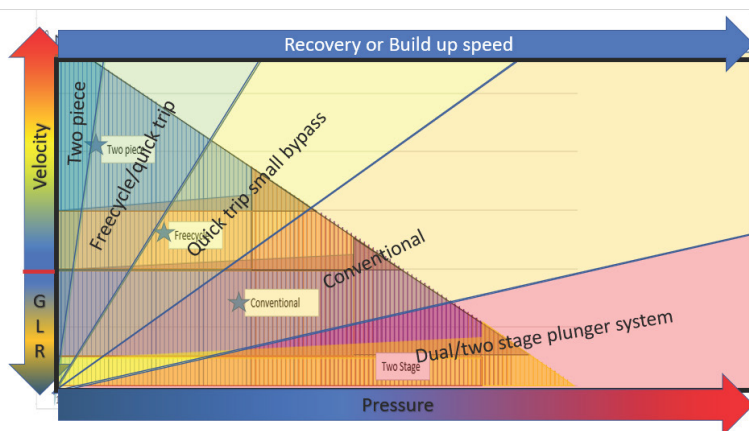 Recovery or Build up speed
Velocity
G
L
R
Two piece
Freecycle/quick trip
Quick trip small bypass
Conventional
Dual/two stage plunger system
Two piece
Freecycle
Conventional
Two Stage
Pressure